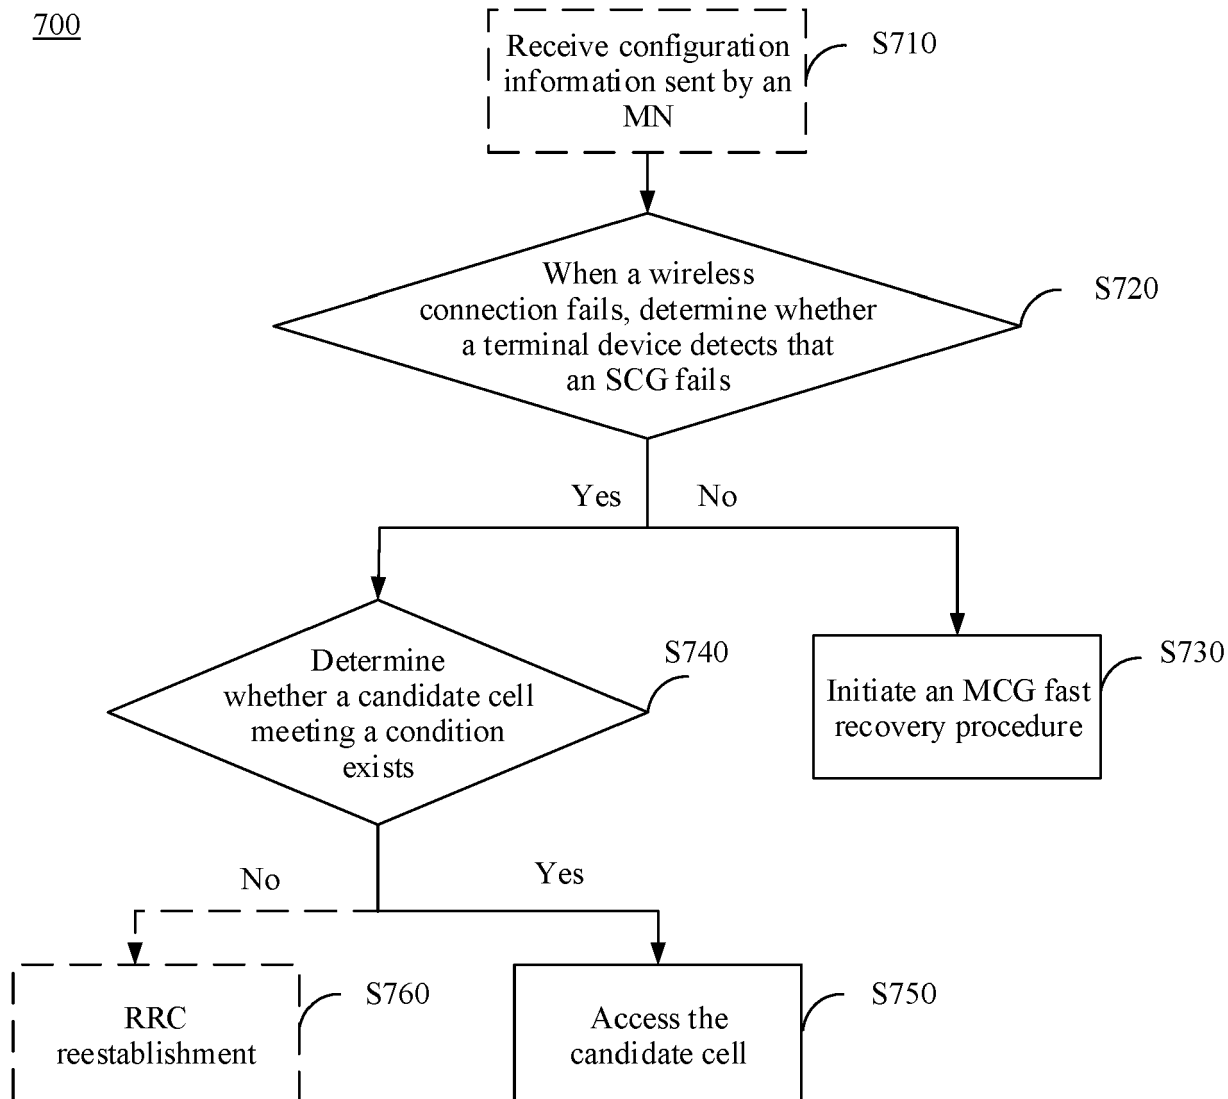 700
Receive configuration
information sent by an
MN
S710
When a wireless
connection fails, determine whether
a terminal device detects that
an SCG fails
S720
Yes
No
Determine
whether a candidate cell
meeting a condition
exists
S740
Initiate an MCG fast
recovery procedure
S730
No
Yes
RRC
reestablishment
S760
Access the
candidate cell
S750